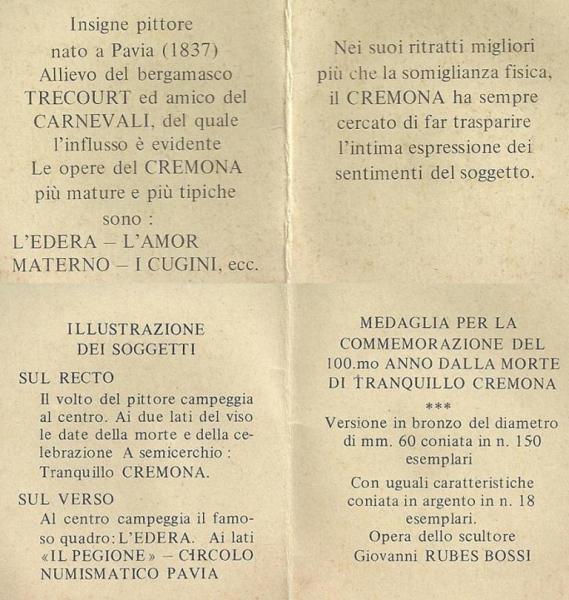 Insigne pittore
nato a Pavia (1837)
Allievo del bergamasco
TRECOURT ed amico del
CARNEVALI, del quale
l'influsso è evidente
Le opere del CREMONA
più mature e più tipiche
sono :
L'EDERA — L'AMOR
MATERNO — I CUGINI, ecc.
Nei suoi ritratti migliori
più che la somiglianza fisica,
il CREMONA ha sempre
cercato di far trasparire
l'intima espressione dei
sentimenti del soggetto.
ILLUSTRAZIONE
DEI SOGGETTI
SUL RECTO
Il volto del pittore campeggia
al centro. Ai due lati del viso
le date della morte e della ce-
lebrazione A semicerchio :
Tranquillo CREMONA.
SUL VERSO
Al centro campeggia il famo-
so quadro: L'EDERA. Ai lati
«IL PEGIONE» — CIRCOLO
NUMISMATICO PAVIA
MEDAGLIA PER LA
COMMEMORAZIONE DEL
100.mo ANNO DALLA MORTE
DI TRANQUILLO CREMONA
***
Versione in bronzo del diametro
di mm. 60 coniata in n. 150
esemplari
Con uguali caratteristiche
coniata in argento in n. 18
esemplari.
Opera dello scultore
Giovanni RUBES BOSSI